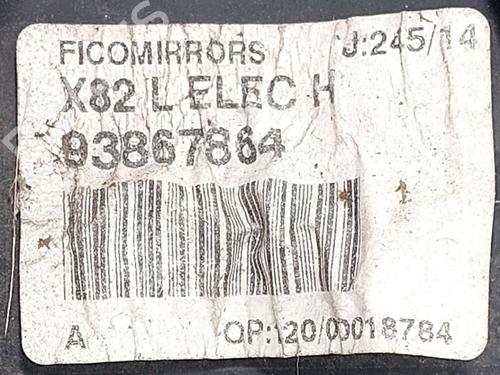 FICOMIRRORS J:245/14
X82 L ELEC H
93867864
A OP:20/00018784